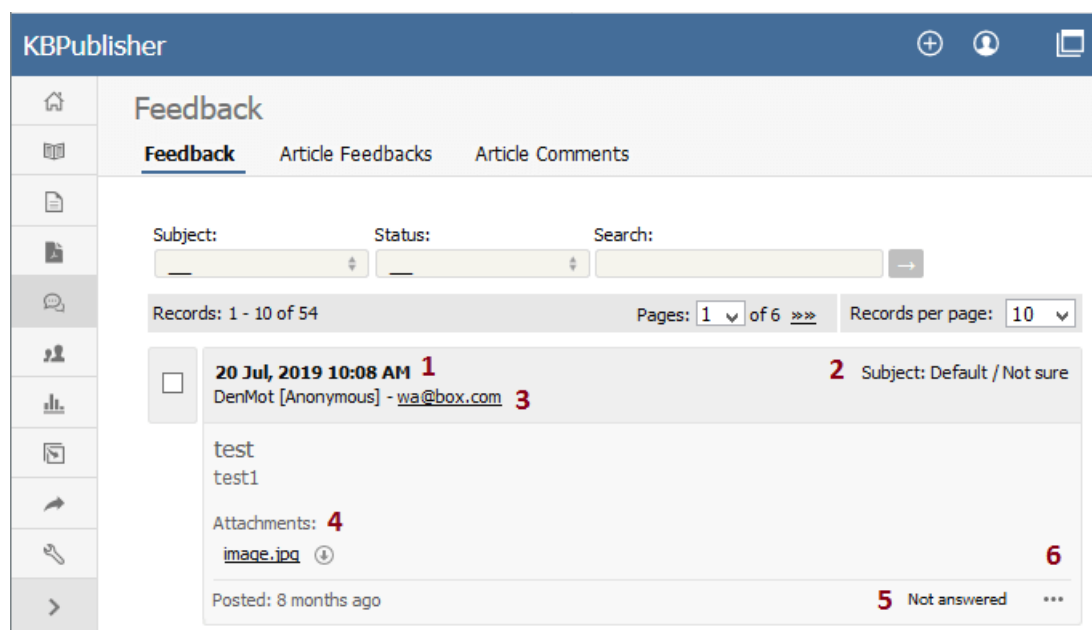 KBPublisher
Feedback
Feedback Article Feedbacks Article Comments
Subject: Status: Search:
__ __
Records: 1 - 10 of 54 Pages: 1 of 6 »» Records per page: 10
20 Jul, 2019 10:08 AM 1 2 Subject: Default / Not sure
DenMot [Anonymous] - wa@box.com 3
test
test1
Attachments: 4
image.jpg 6
Posted: 8 months ago 5 Not answered ...